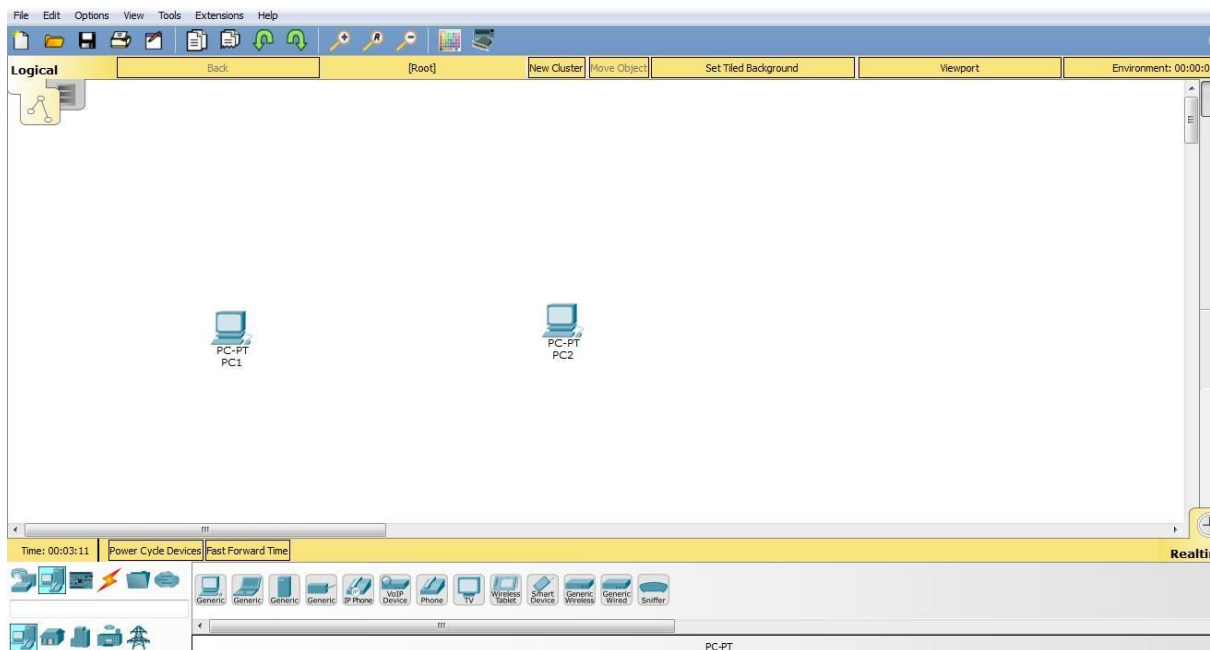 File Edit Options View Tools Extensions Help
Logical Back [Root] New Cluster Move Object Set Tiled Background Viewport Environment: 00:00:0
PC-PT
PC1
PC-PT
PC2
Time: 00:03:11 Power Cycle Devices Fast Forward Time
Realti
Generic Generic Generic Generic IP Phone VoIP Device Phone TV Wireless Tablet Smart Device Generic Wireless Generic Wired Sniffer
PC-PT